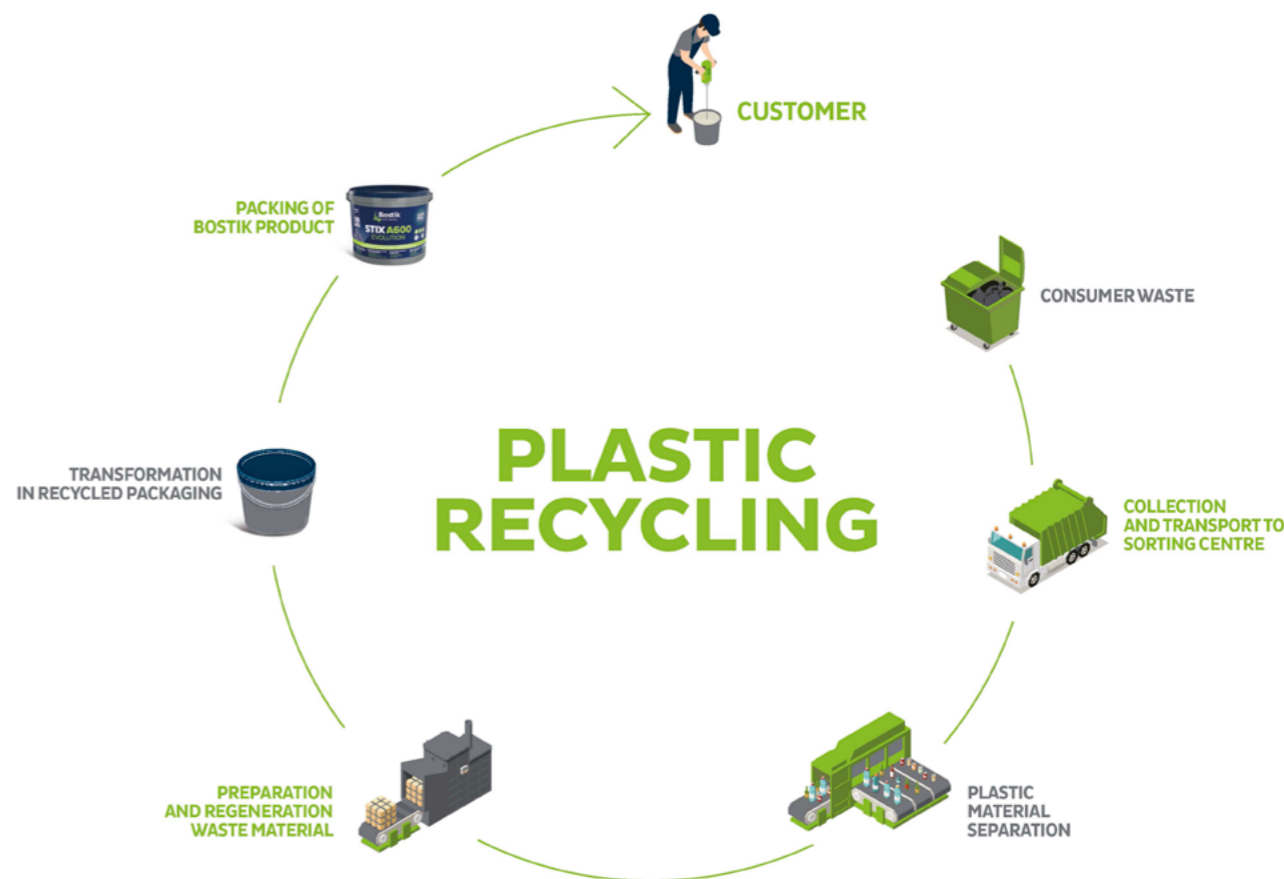 CUSTOMER
PACKING OF
BOSTIK PRODUCT
Bostik
STIX A600
EVOLUTION
CONSUMER WASTE
PLASTIC
RECYCLING
TRANSFORMATION
IN RECYCLED PACKAGING
COLLECTION
AND TRANSPORT TO
SORTING CENTRE
PREPARATION
AND REGENERATION
WASTE MATERIAL
PLASTIC
MATERIAL
SEPARATION